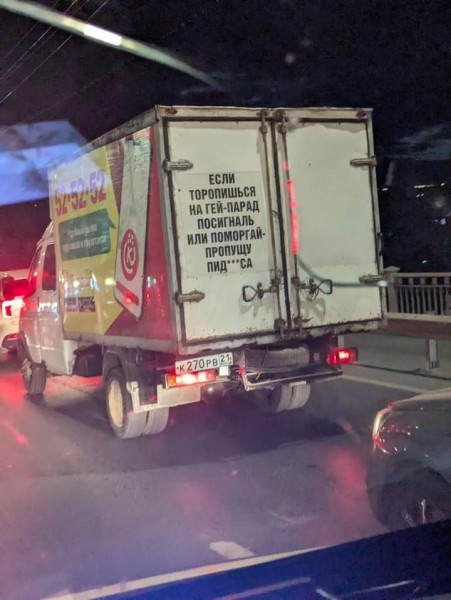 52-52-52
ЕСЛИ
ТОРОПИШЬСЯ
НА ГЕЙ-ПАРАД
ПОСИГНАЛЬ
ИЛИ ПОМОРГАЙ-
ПРОПУЩУ
ПИД***СА
К270РВ 21